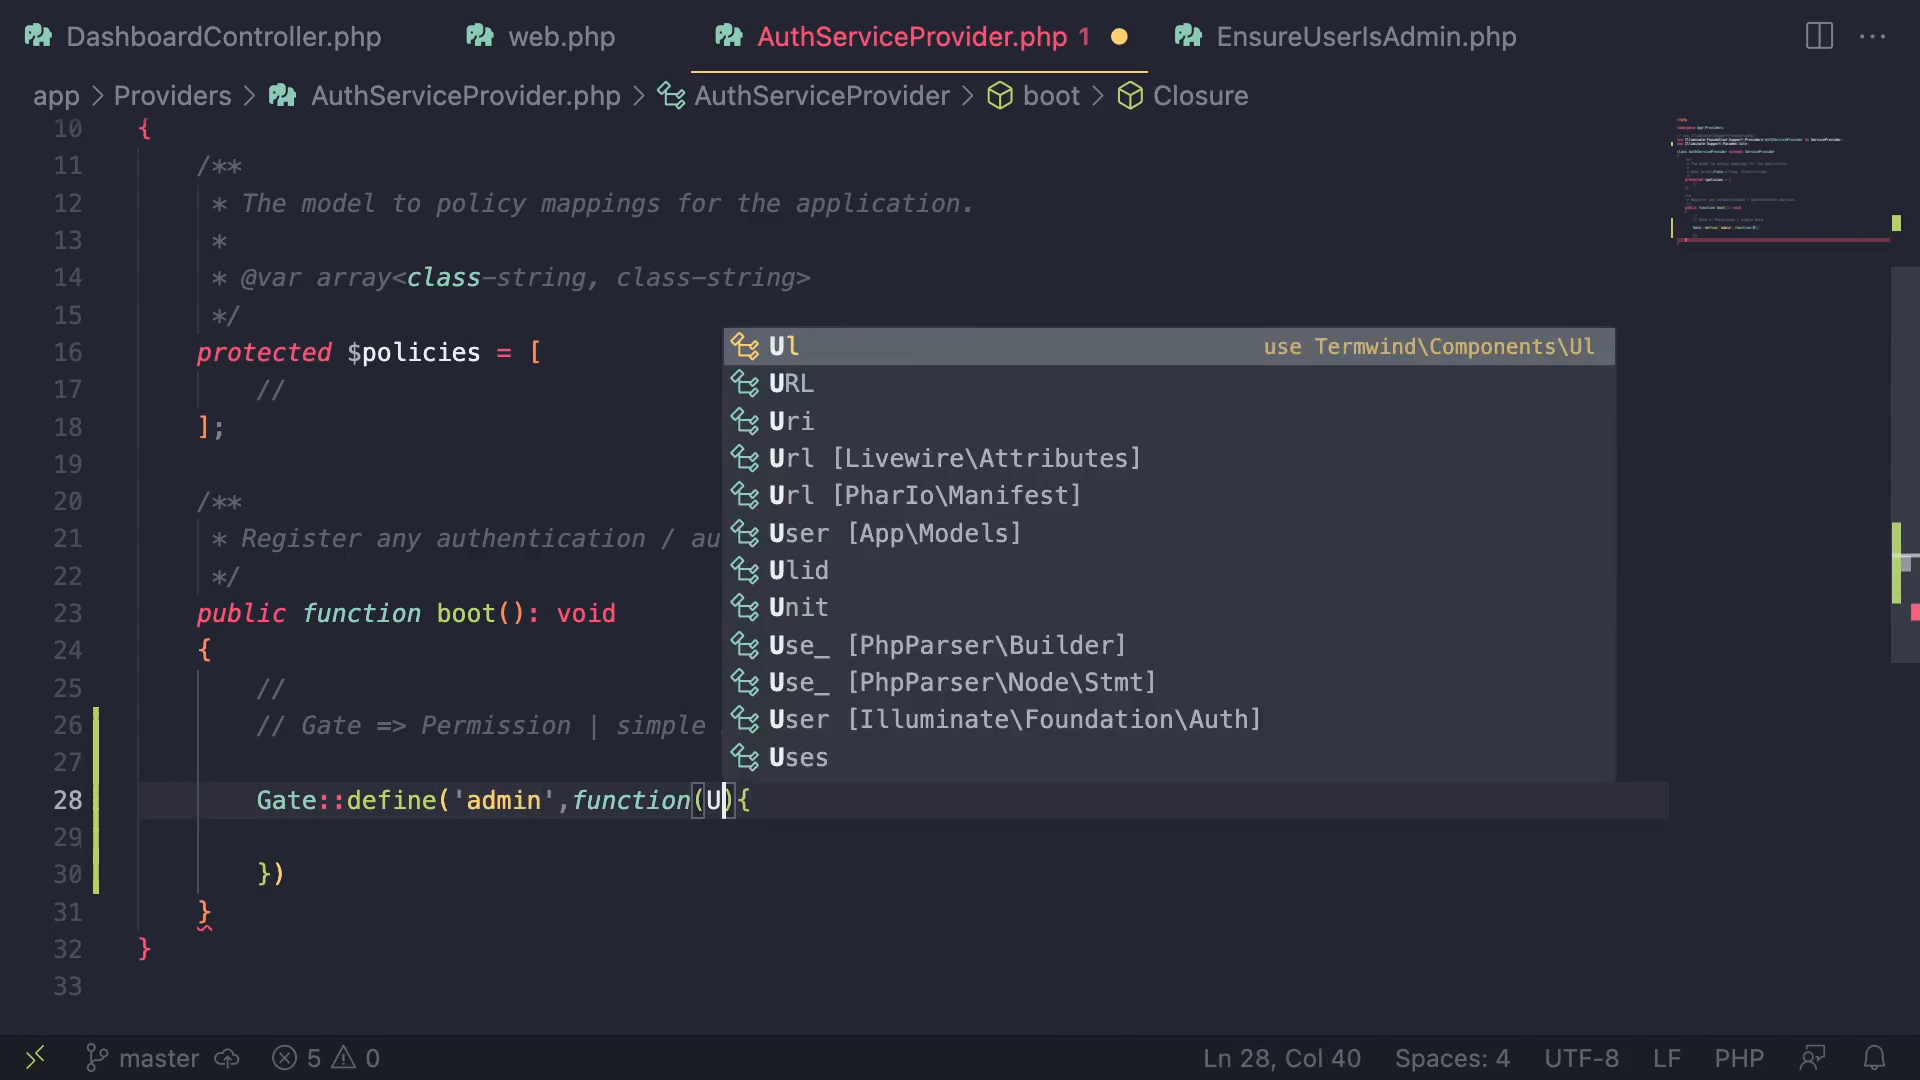 DashboardController.php web.php AuthServiceProvider.php 1 EnsureUserIsAdmin.php
app > Providers > AuthServiceProvider.php > AuthServiceProvider > boot > Closure
10 {
11 /**
12 * The model to policy mappings for the application.
13 *
14 * @var array<class-string, class-string>
15 */
16 protected $policies = [
17 //
18 ];
19
20 /**
21 * Register any authentication / au
22 */
23 public function boot(): void
24 {
25 //
26 // Gate => Permission | simple
27
28 Gate::define('admin',function(U){
29
30 })
31 }
32 }
33
Ul use Termwind\Components\Ul
URL
Uri
Url [Livewire\Attributes]
Url [PharIo\Manifest]
User [App\Models]
Ulid
Unit
Use_ [PhpParser\Builder]
Use_ [PhpParser\Node\Stmt]
User [Illuminate\Foundation\Auth]
Uses
master 5 0 Ln 28, Col 40 Spaces: 4 UTF-8 LF PHP